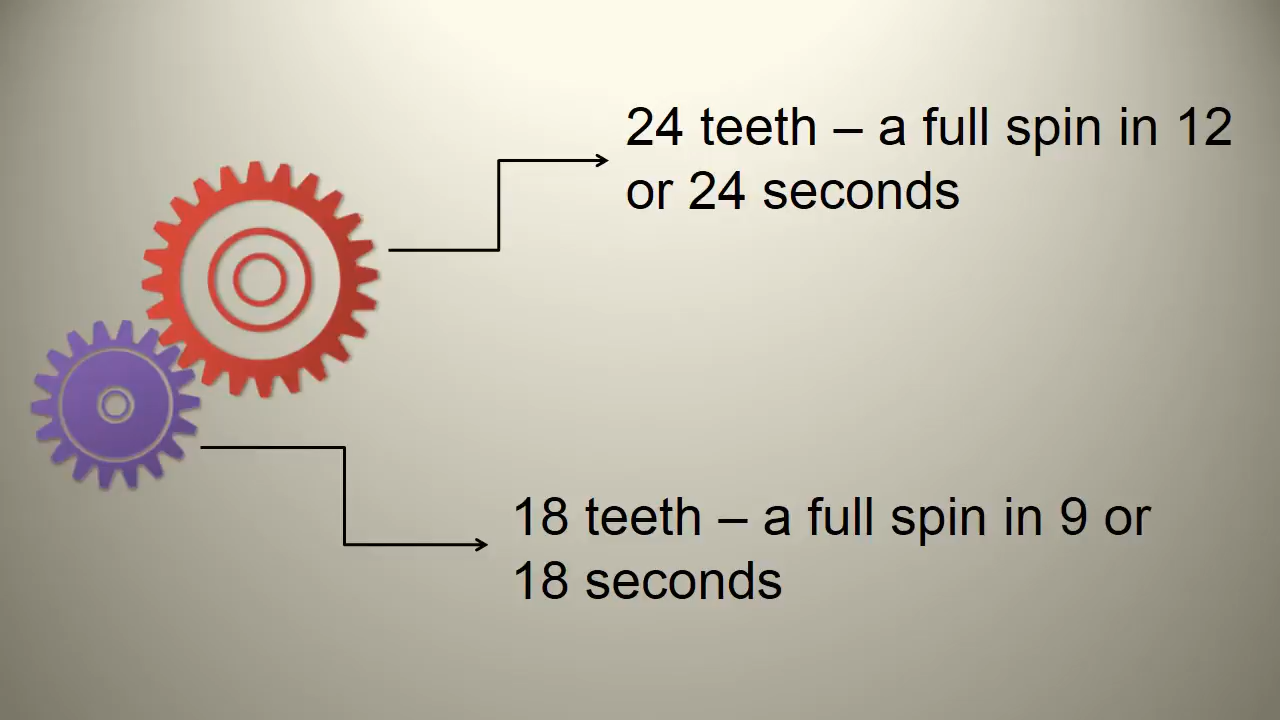 24 teeth – a full spin in 12
or 24 seconds
18 teeth – a full spin in 9 or
18 seconds